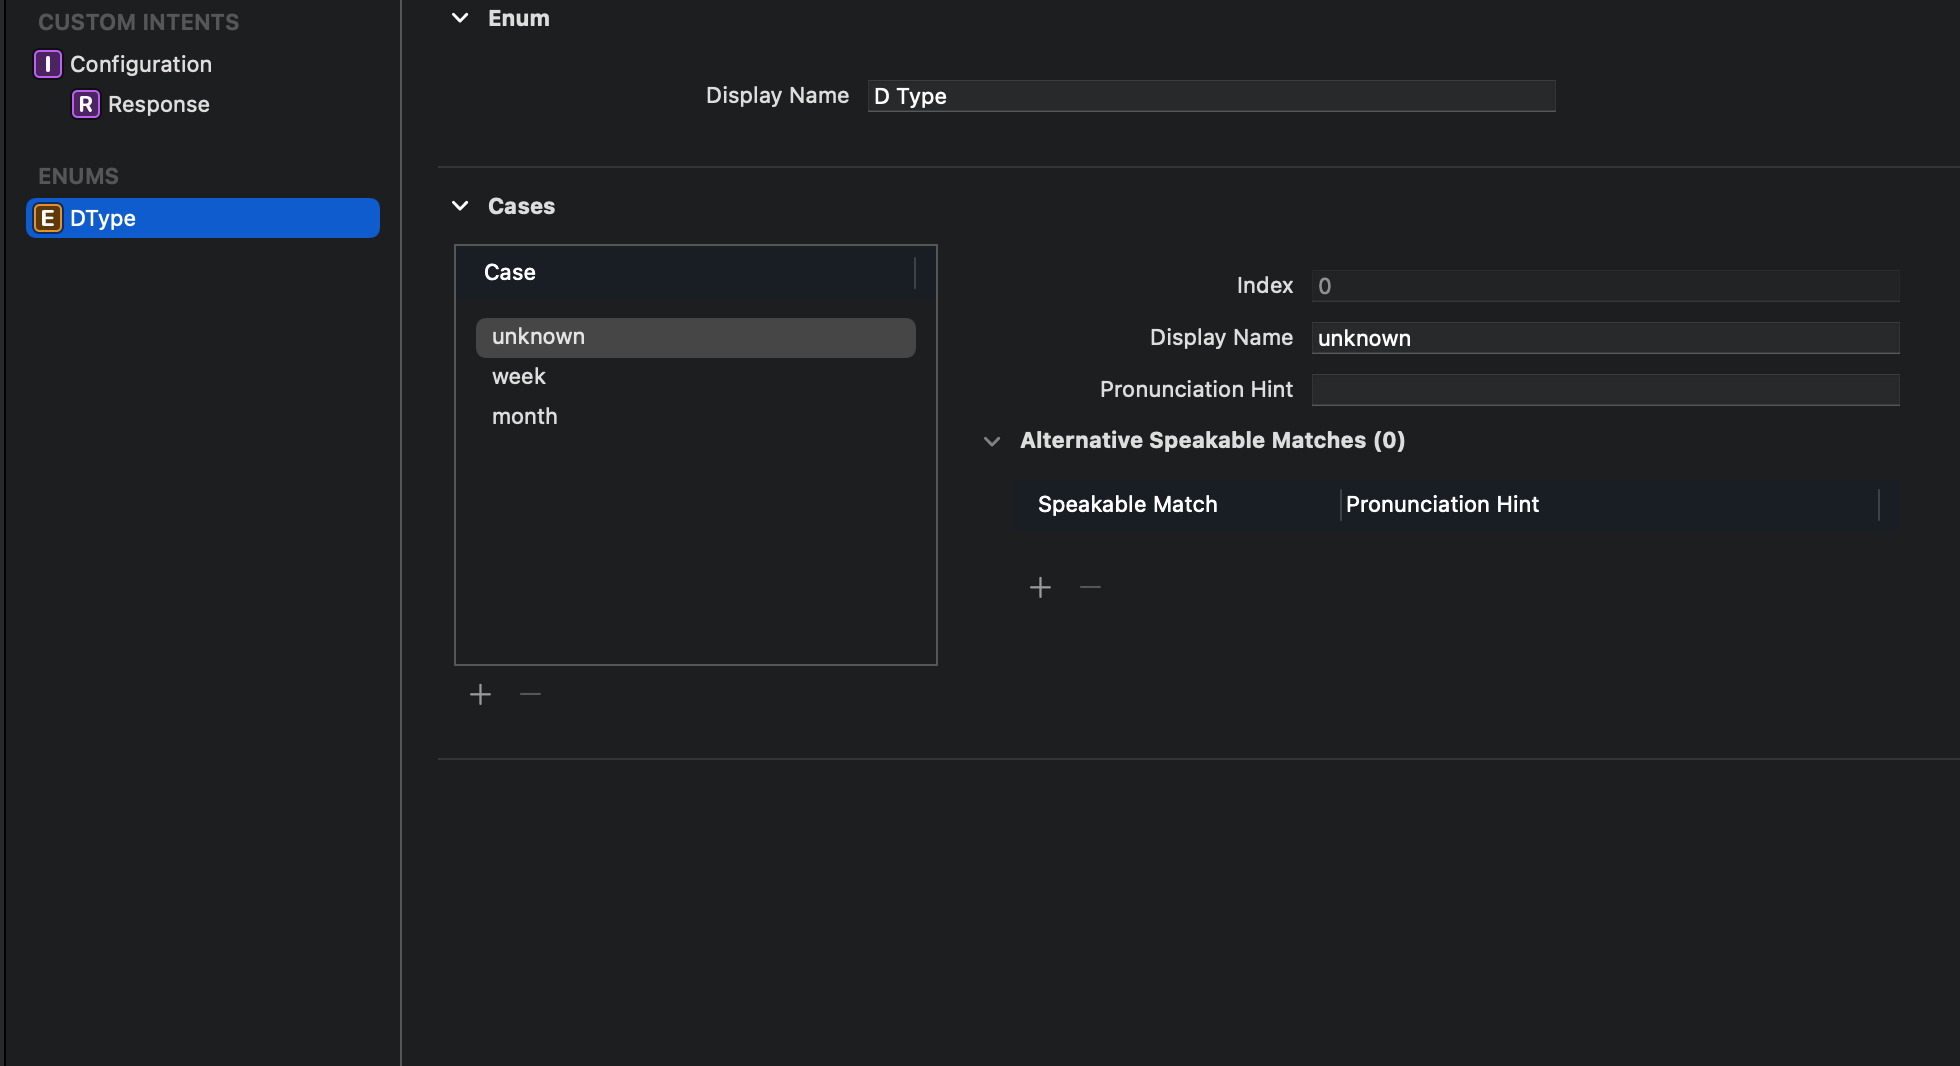 CUSTOM INTENTS
I Configuration
R Response
ENUMS
E DType
Enum
Display Name D Type
Cases
Case
unknown
week
month
Index 0
Display Name unknown
Pronunciation Hint
Alternative Speakable Matches (0)
Speakable Match Pronunciation Hint